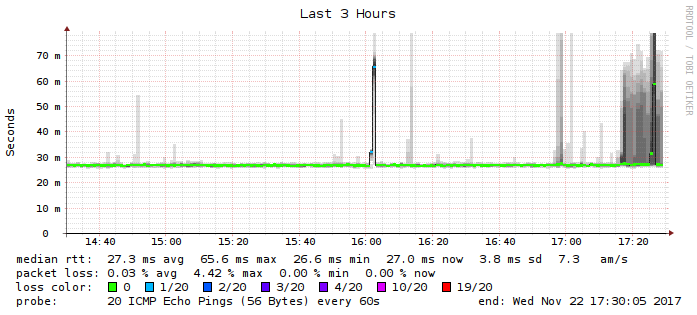 Last 3 Hours
RRDTOOL / TOBI OETIKER
Seconds
70 m
60 m
50 m
40 m
30 m
20 m
10 m
0
14:40 15:00 15:20 15:40 16:00 16:20 16:40 17:00 17:20
median rtt: 27.3 ms avg 65.6 ms max 26.6 ms min 27.0 ms now 3.8 ms sd 7.3 am/s
packet loss: 0.03 % avg 4.42 % max 0.00 % min 0.00 % now
loss color: 0 1/20 2/20 3/20 4/20 10/20 19/20
probe: 20 ICMP Echo Pings (56 Bytes) every 60s end: Wed Nov 22 17:30:05 2017